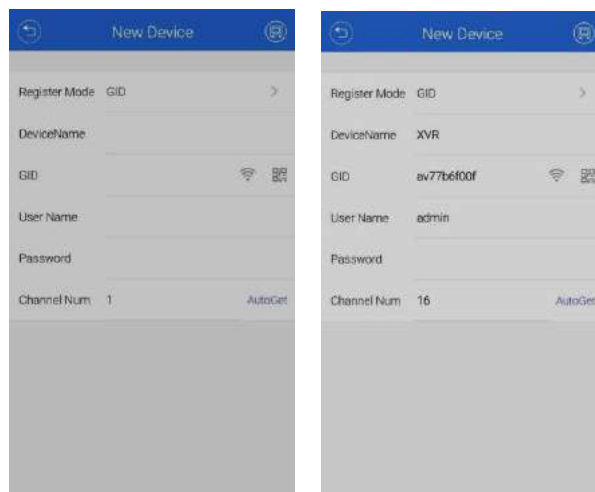 New Device
Register Mode GID
DeviceName
GID
User Name
Password
Channel Num 1 AutoGet
New Device
Register Mode GID
DeviceName XVR
GID av77b6f00f
User Name admin
Password
Channel Num 16 AutoGet